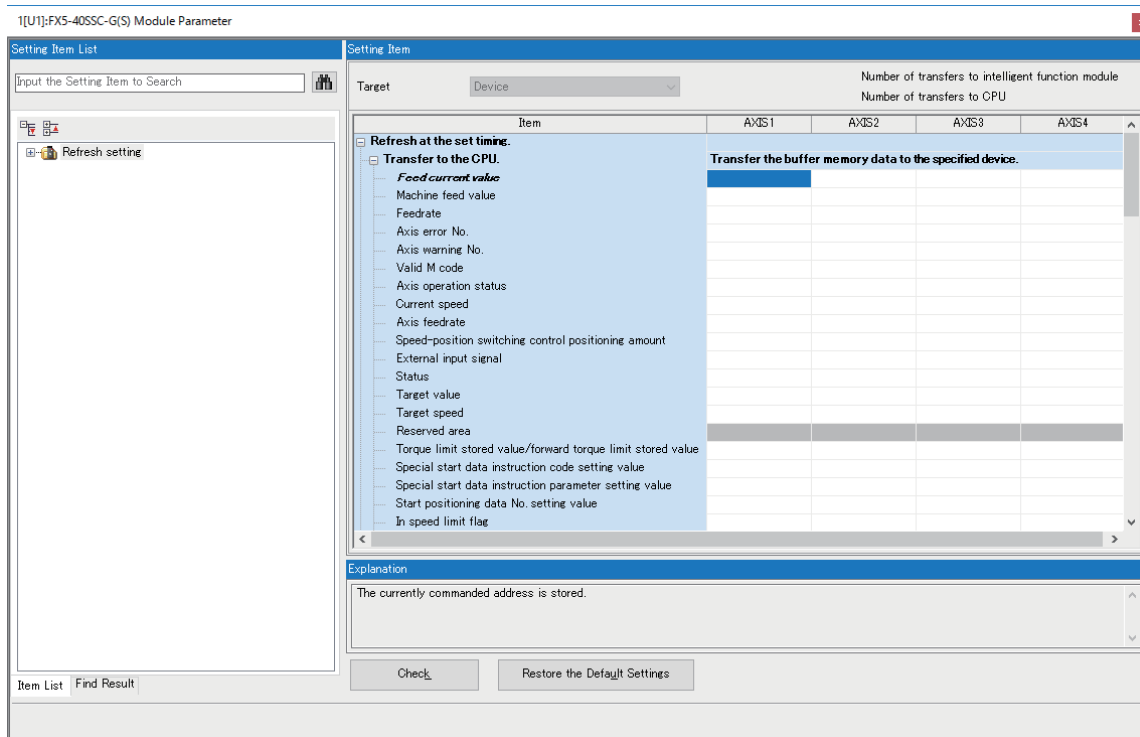 1[U1]:FX5-40SSC-G(S) Module Parameter
Setting Item List
Input the Setting Item to Search
Refresh setting
Item List
Find Result
Setting Item
Target
Device
Number of transfers to intelligent function module
Number of transfers to CPU
Item AXIS1 AXIS2 AXIS3 AXIS4
Refresh at the set timing.
Transfer to the CPU. Transfer the buffer memory data to the specified device.
Feed current value
Machine feed value
Feedrate
Axis error No.
Axis warning No.
Valid M code
Axis operation status
Current speed
Axis feedrate
Speed-position switching control positioning amount
External input signal
Status
Target value
Target speed
Reserved area
Torque limit stored value/forward torque limit stored value
Special start data instruction code setting value
Special start data instruction parameter setting value
Start positioning data No. setting value
In speed limit flag
Explanation
The currently commanded address is stored.
Check
Restore the Default Settings